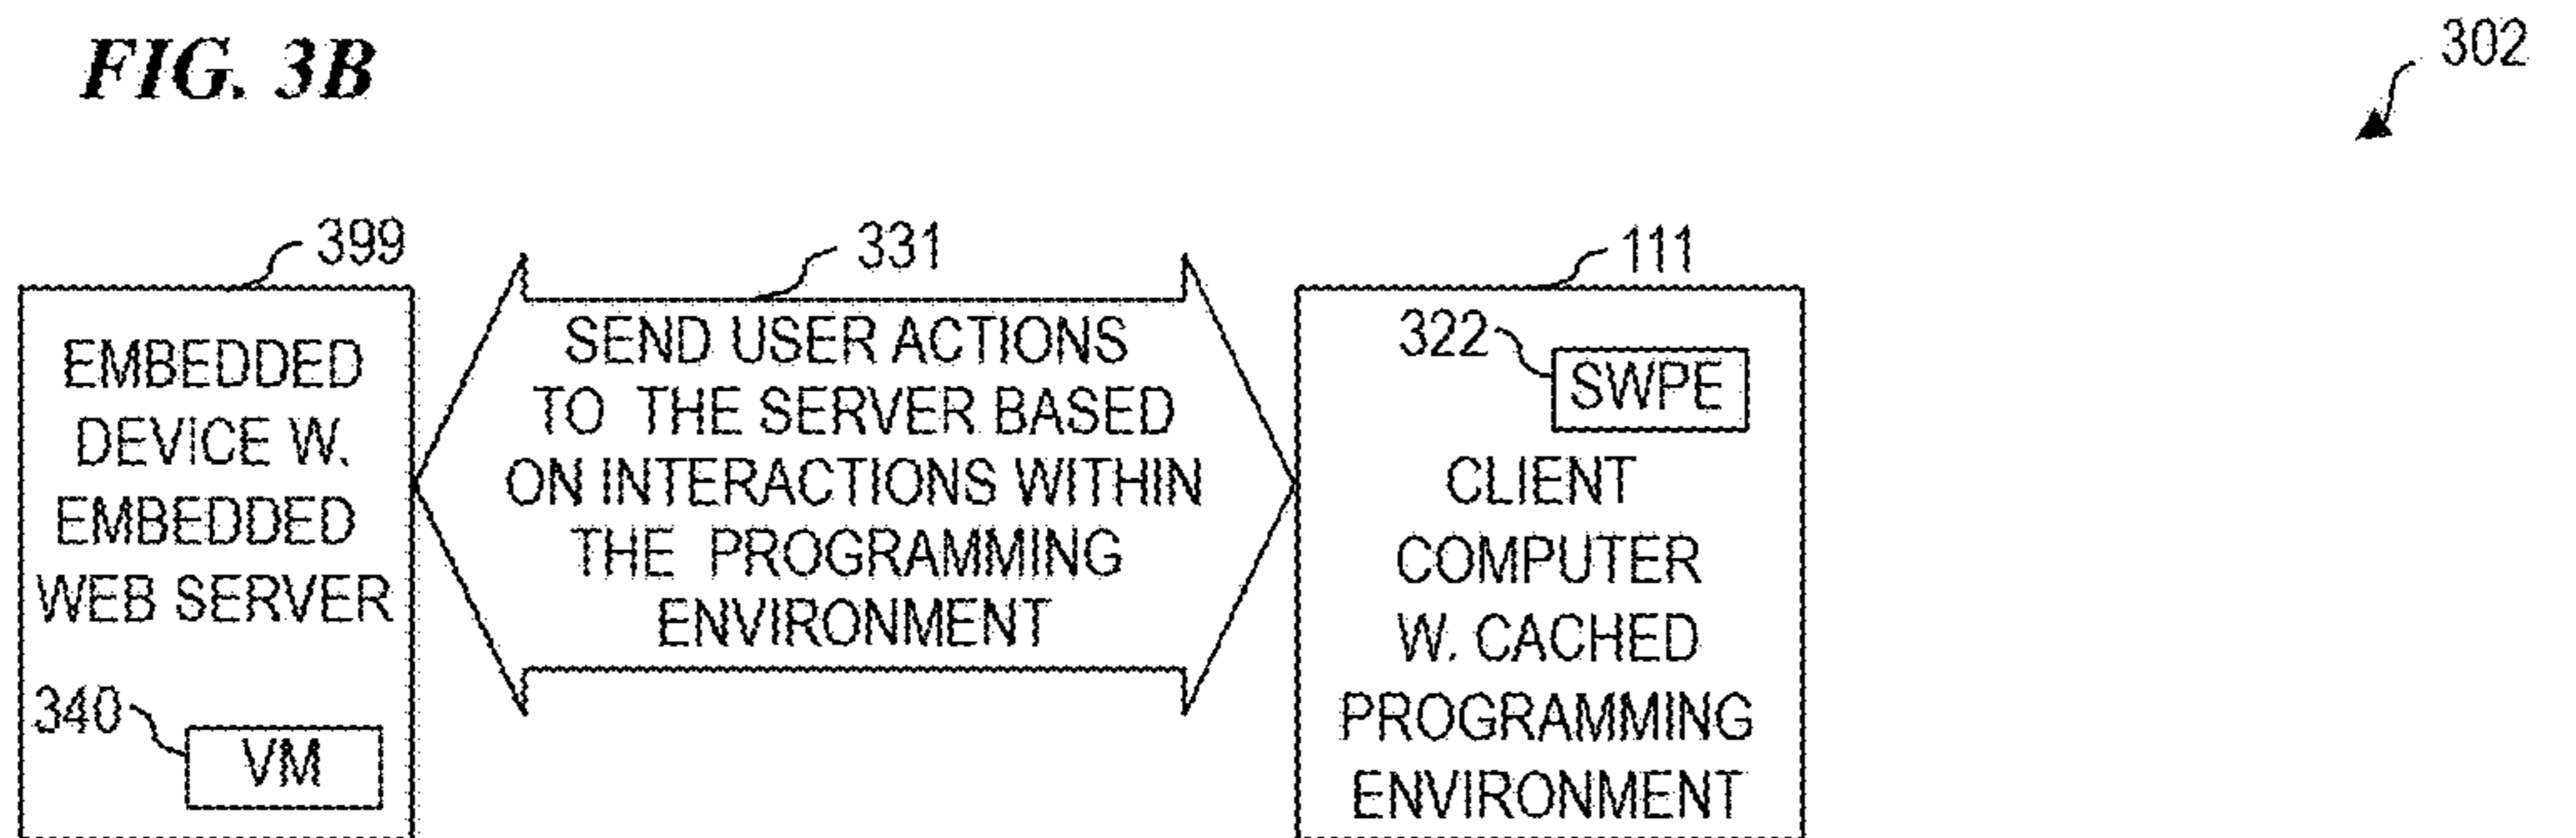 FIG. 3B
302
399
EMBEDDED
DEVICE W.
EMBEDDED
WEB SERVER
340
VM
331
SEND USER ACTIONS
TO THE SERVER BASED
ON INTERACTIONS WITHIN
THE PROGRAMMING
ENVIRONMENT
111
322
SWPE
CLIENT
COMPUTER
W. CACHED
PROGRAMMING
ENVIRONMENT